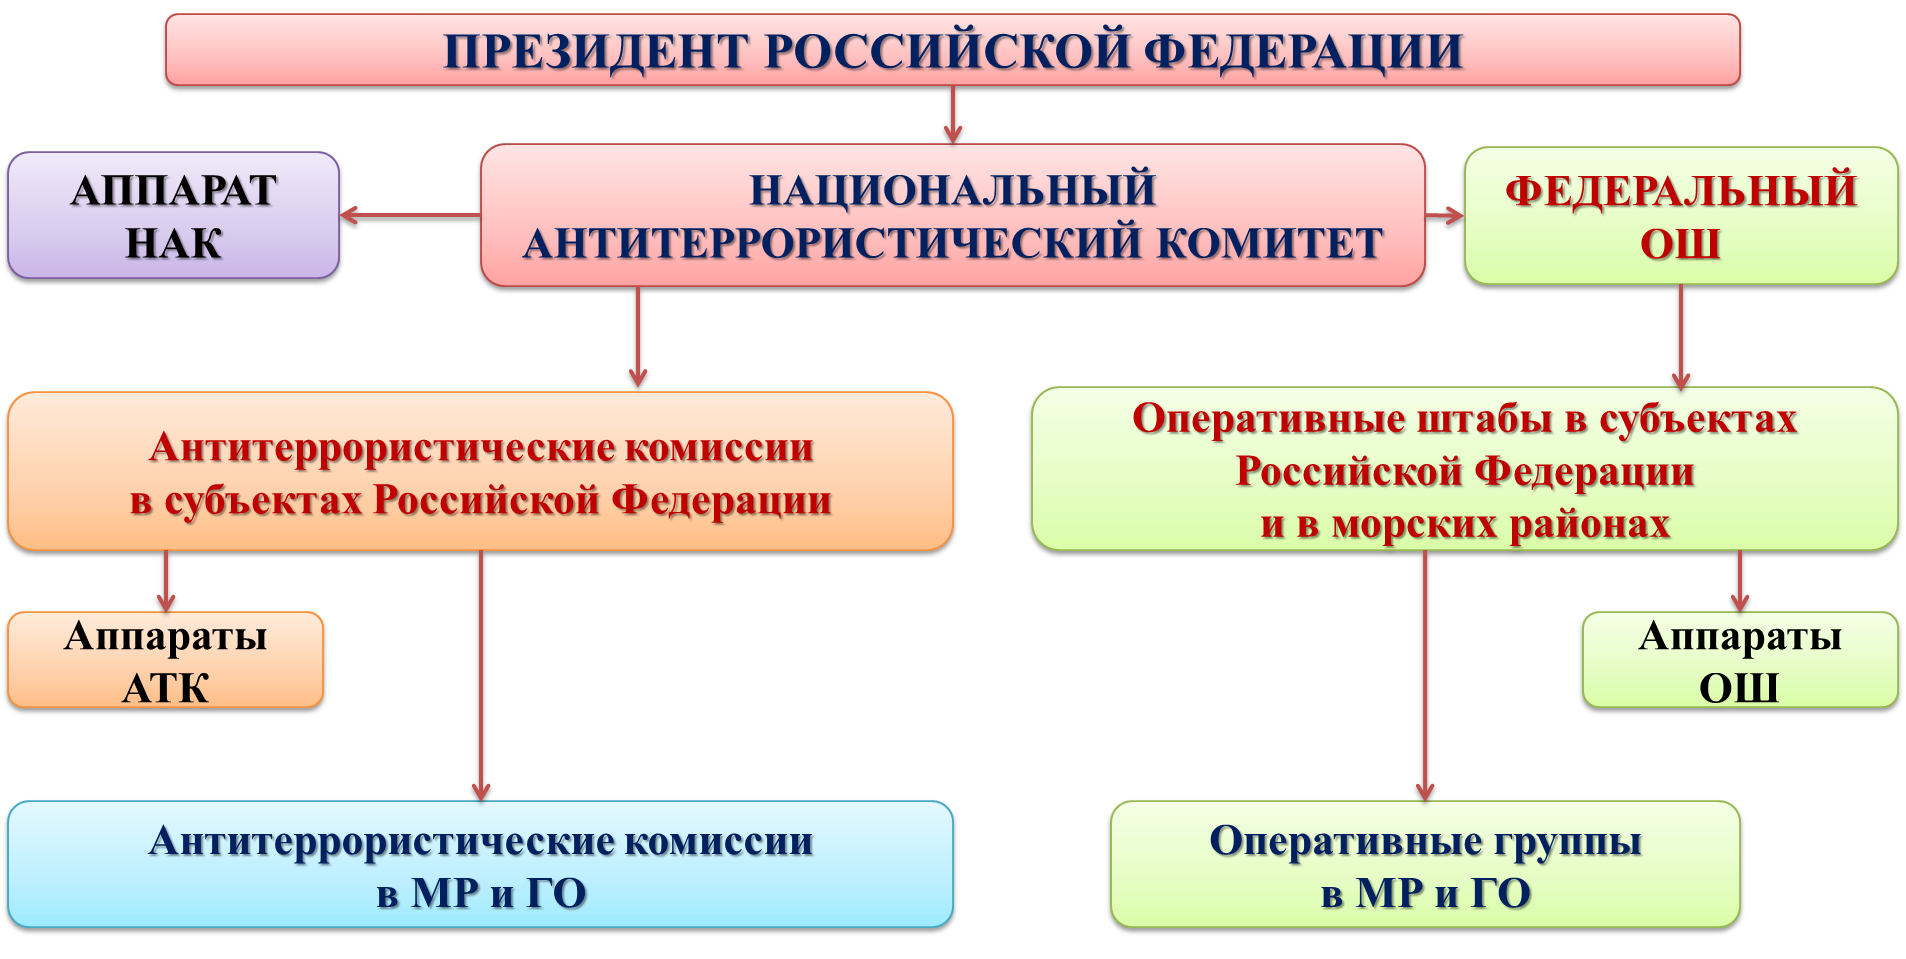 ПРЕЗИДЕНТ РОССИЙСКОЙ ФЕДЕРАЦИИ
АППАРАТ
НАК
НАЦИОНАЛЬНЫЙ
АНТИТЕРРОРИСТИЧЕСКИЙ КОМИТЕТ
ФЕДЕРАЛЬНЫЙ
ОШ
Антитеррористические комиссии
в субъектах Российской Федерации
Оперативные штабы в субъектах
Российской Федерации
и в морских районах
Аппараты
АТК
Аппараты
ОШ
Антитеррористические комиссии
в МР и ГО
Оперативные группы
в МР и ГО